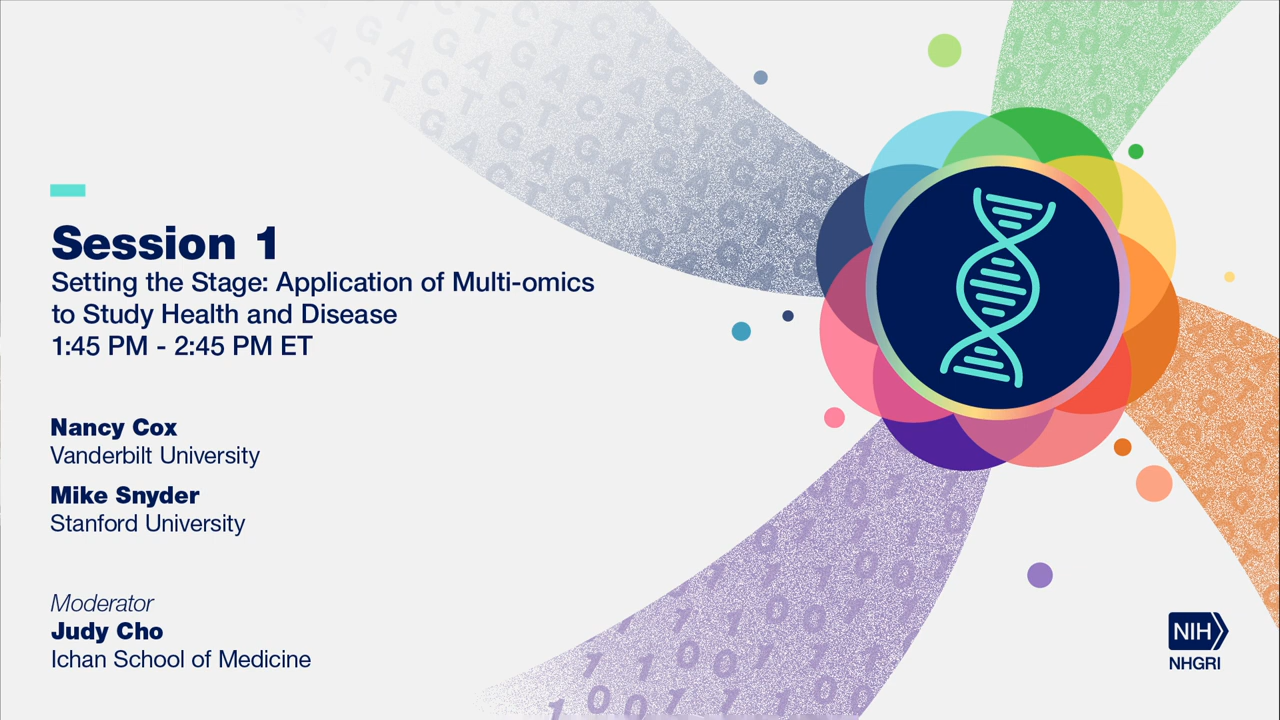 Session 1
Setting the Stage: Application of Multi-omics
to Study Health and Disease
1:45 PM - 2:45 PM ET
Nancy Cox
Vanderbilt University
Mike Snyder
Stanford University
Moderator
Judy Cho
Ichan School of Medicine
NIH
NHGRI